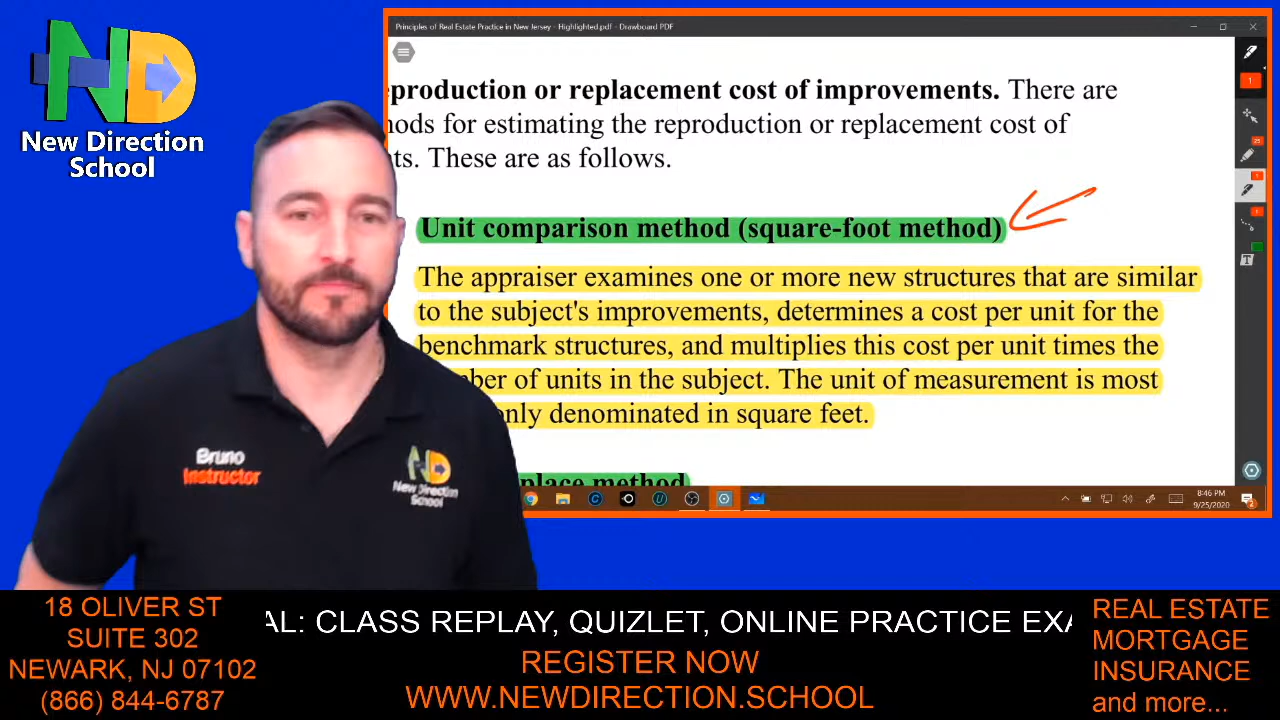 ND
New Direction
School
Principles of Real Estate Practice in New Jersey - Highlighted.pdf - Drawboard PDF
production or replacement cost of improvements. There are
for estimating the reproduction or replacement cost of
These are as follows.
Unit comparison method (square-foot method)
The appraiser examines one or more new structures that are similar
to the subject's improvements, determines a cost per unit for the
benchmark structures, and multiplies this cost per unit times the
of units in the subject. The unit of measurement is most
denominated in square feet.
place method
8:46 PM
9/25/2020
Bruno
Instructor
ND
New Direction
School
18 OLIVER ST
SUITE 302
NEWARK, NJ 07102
(866) 844-6787
AL: CLASS REPLAY, QUIZLET, ONLINE PRACTICE EXA
REGISTER NOW
WWW.NEWDIRECTION.SCHOOL
REAL ESTATE
MORTGAGE
INSURANCE
and more...